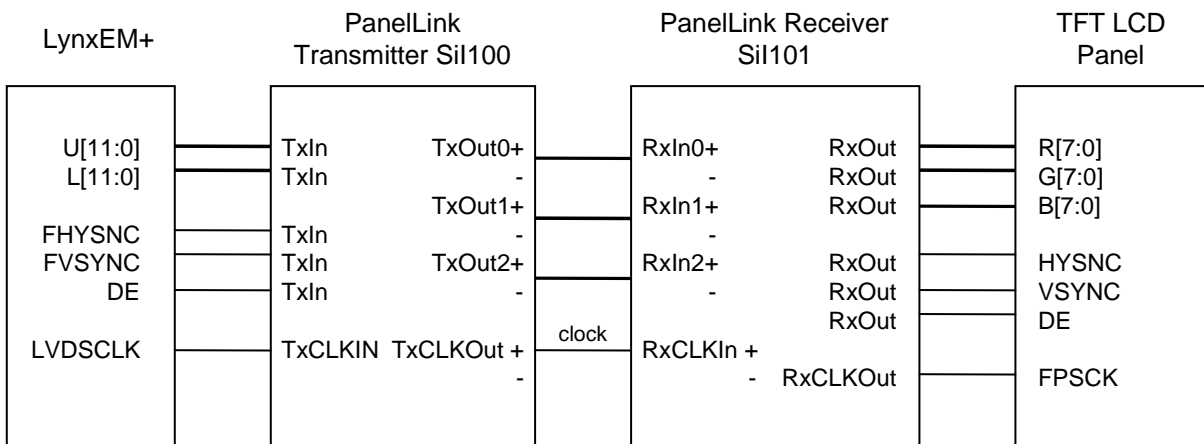 LynxEM+
PanelLink
Transmitter SiI100
PanelLink Receiver
SiI101
TFT LCD
Panel
U[11:0]
L[11:0]
FHYSNC
FVSYNC
DE
LVDSCLK
TxIn
TxIn
TxIn
TxIn
TxIn
TxCLKIN
TxOut0+
-
TxOut1+
-
TxOut2+
-
TxCLKOut +
-
clock
RxIn0+
-
RxIn1+
-
RxIn2+
-
RxCLKIn +
-
RxOut
RxOut
RxOut
RxOut
RxOut
RxOut
RxCLKOut
R[7:0]
G[7:0]
B[7:0]
HYSNC
VSYNC
DE
FPSCK